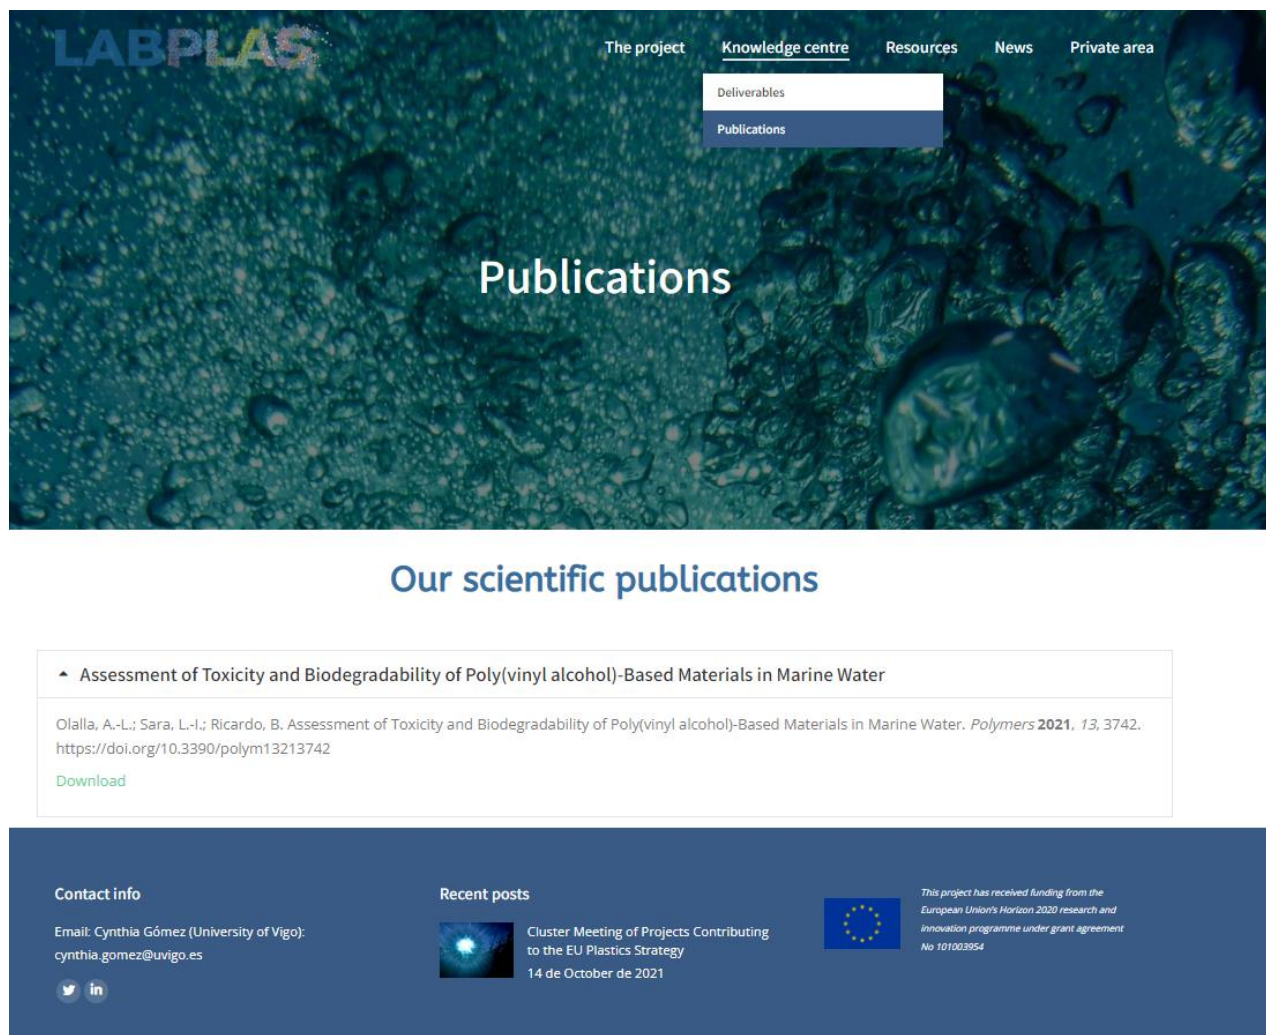 LABPLAS
The project Knowledge centre Resources News Private area
Deliverables
Publications
Publications
Our scientific publications
Assessment of Toxicity and Biodegradability of Poly(vinyl alcohol)-Based Materials in Marine Water
Olalla, A.-L.; Sara, L.-I.; Ricardo, B. Assessment of Toxicity and Biodegradability of Poly(vinyl alcohol)-Based Materials in Marine Water. Polymers 2021, 13, 3742.
https://doi.org/10.3390/polym13213742
Download
Contact info
Email: Cynthia Gómez (University of Vigo):
cynthia.gomez@uvigo.es
in
Recent posts
Cluster Meeting of Projects Contributing
to the EU Plastics Strategy
14 de October de 2021
This project has received funding from the
European Union's Horizon 2020 research and
innovation programme under grant agreement
No 101003954